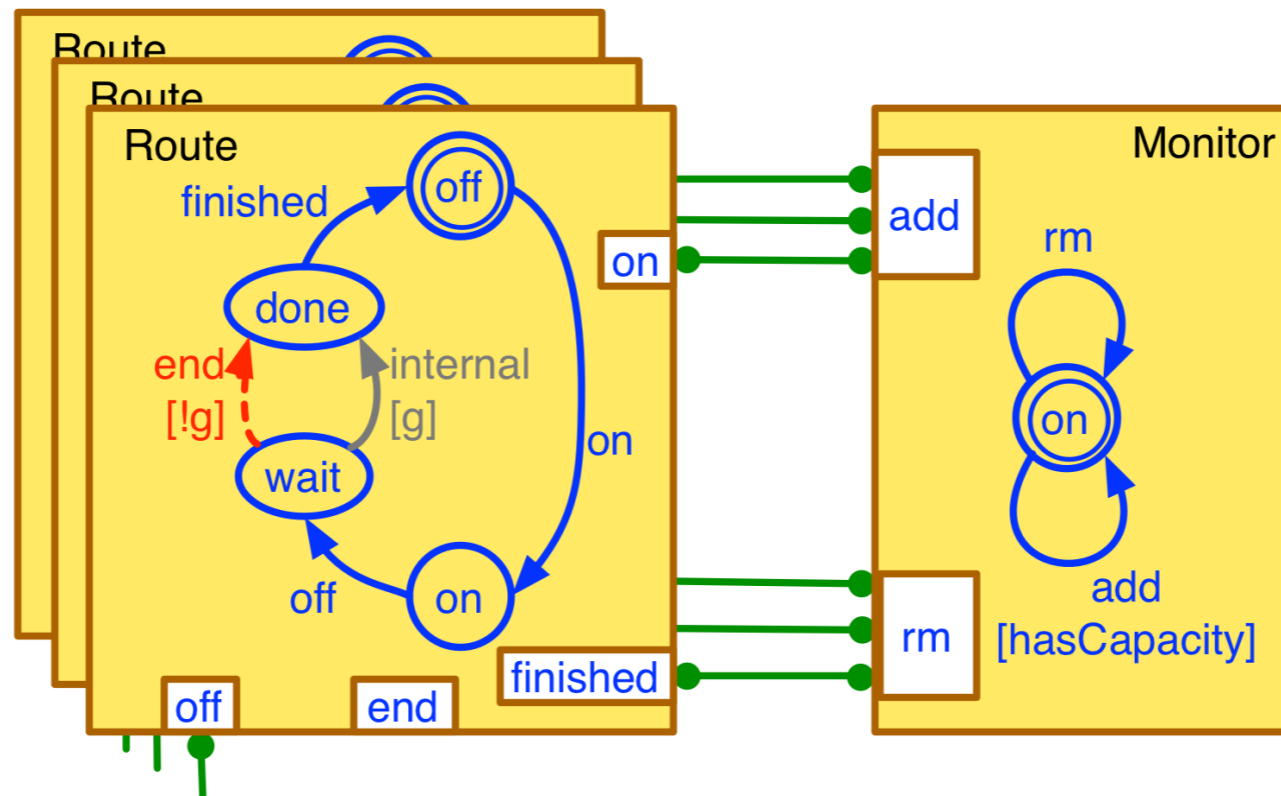 Route
Route
Route
Monitor
finished
off
on
add
rm
done
end
[!g]
internal
[g]
on
on
wait
off
on
add
[hasCapacity]
rm
finished
off
end